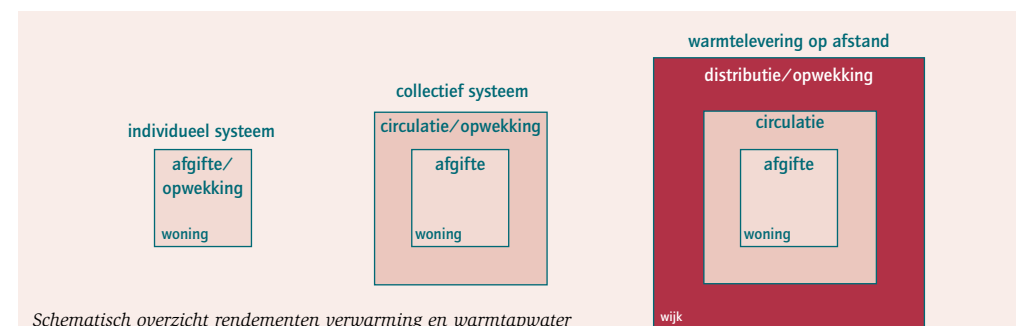 individueel systeem
afgifte/
opwekking
woning
collectief systeem
circulatie/opwekking
afgifte
woning
warmtelevering op afstand
distributie/opwekking
circulatie
afgifte
woning
wijk
Schematisch overzicht rendementen verwarming en warmtapwater